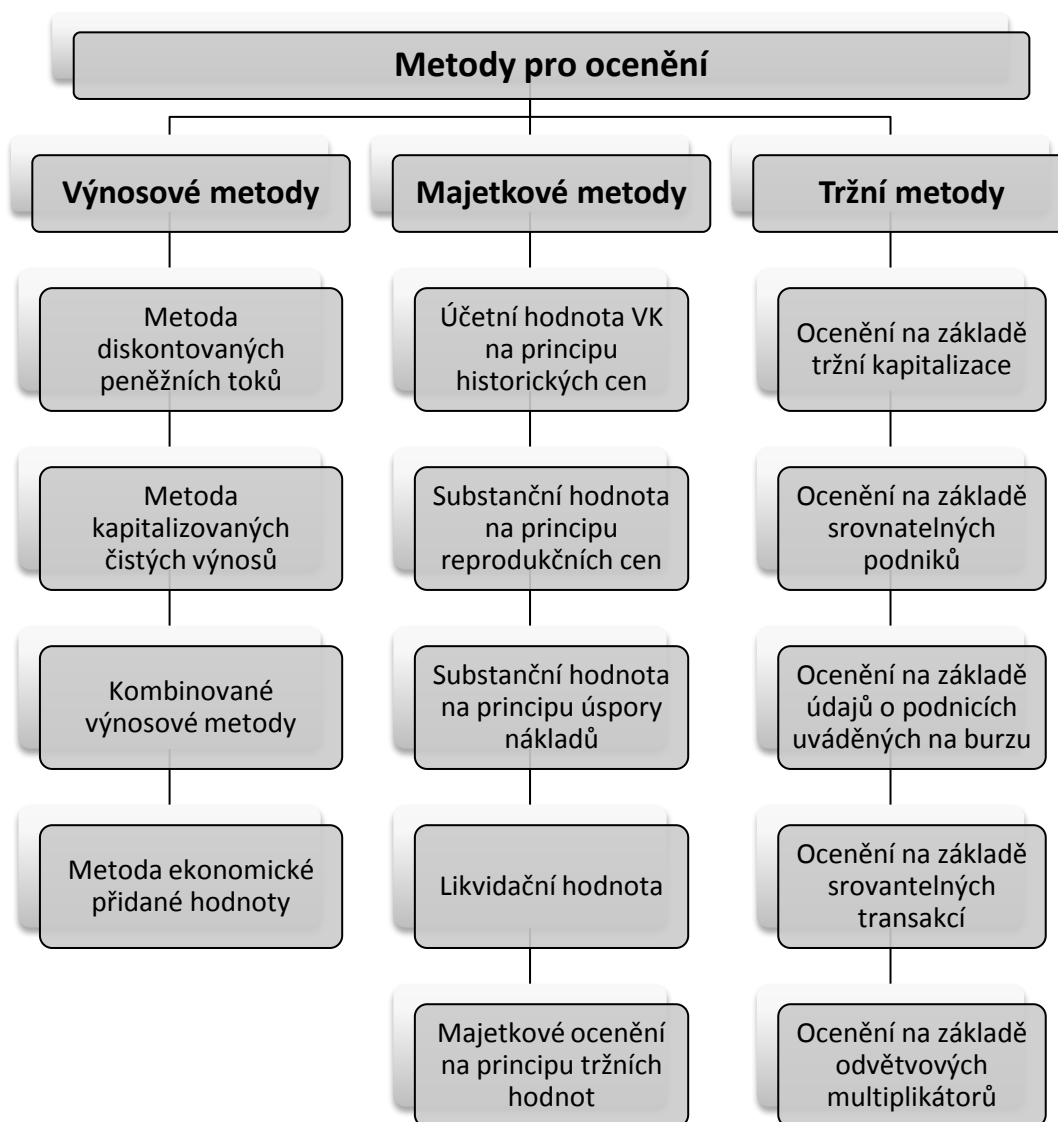 Metody pro ocenění
Výnosové metody
Metoda
diskontovaných
peněžních toků
Metoda
kapitalizovaných
čistých výnosů
Kombinované
výnosové metody
Metoda ekonomické
přidané hodnoty
Majetkové metody
Účetní hodnota VK
na principu
historických cen
Substanční hodnota
na principu
reprodukčních cen
Substanční hodnota
na principu úspory
nákladů
Likvidační hodnota
Majetkové ocenění
na principu tržních
hodnot
Tržní metody
Ocenění na základě
tržní kapitalizace
Ocenění na základě
srovnatelných
podniků
Ocenění na základě
údajů o podnicích
uváděných na burzu
Ocenění na základě
srovantelných
transakcí
Ocenění na základě
odvětvových
multiplikátorů